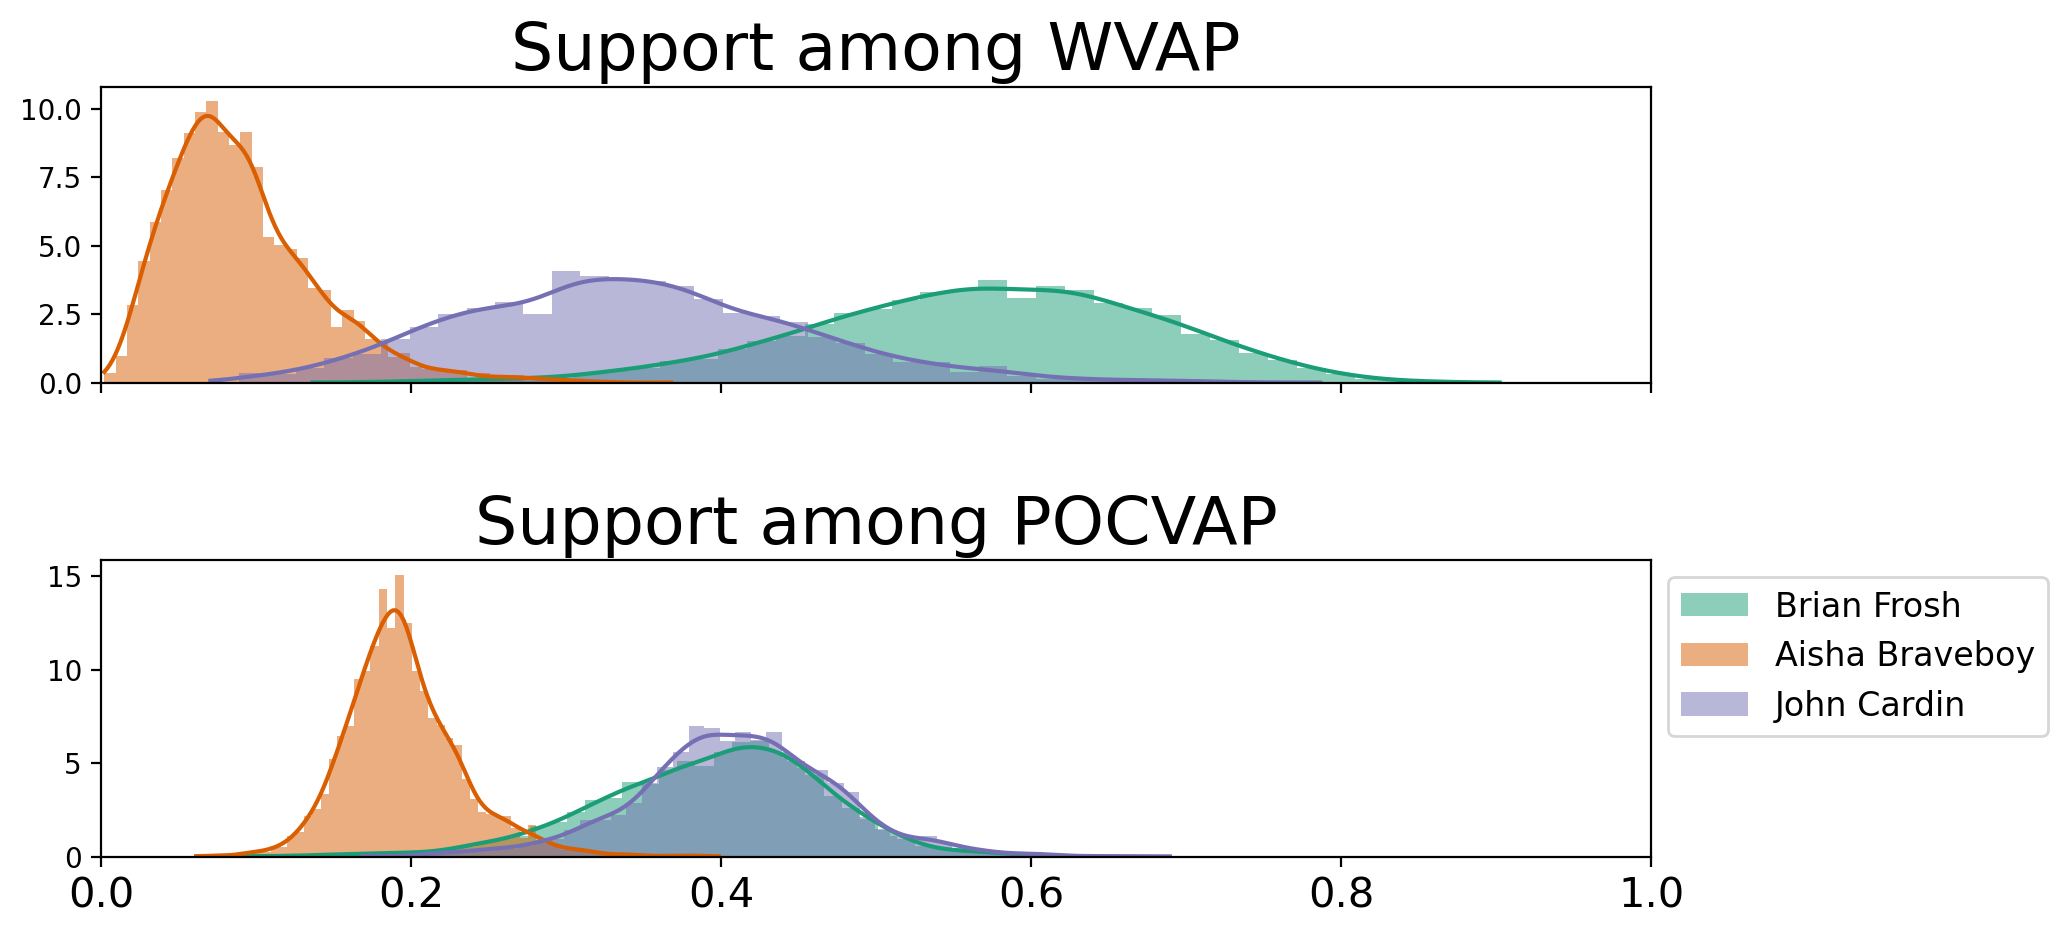 Support among WVAP
10.0
7.5
5.0
2.5
0.0
Support among POCVAP
15
10
5
0
0.0 0.2 0.4 0.6 0.8 1.0
Brian Frosh
Aisha Braveboy
John Cardin